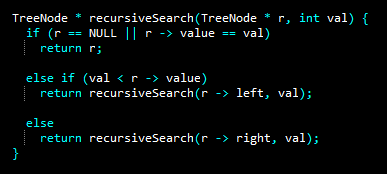 TreeNode * recursiveSearch(TreeNode * r, int val) {
  if (r == NULL || r -> value == val)
    return r;

  else if (val < r -> value)
    return recursiveSearch(r -> left, val);

  else
    return recursiveSearch(r -> right, val);
}